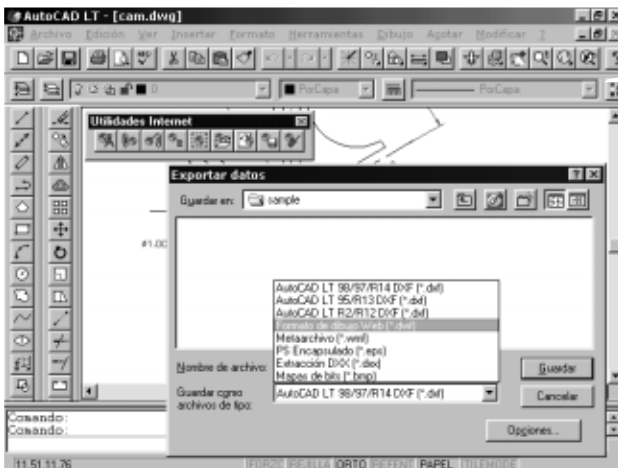 AutoCAD LT - [cam.dwg]
Archivo Edición Ver Insertar Formato Herramientas Dibujo Acotar Modificar ?
0 PorCapa PorCapa
Utilidades Internet
Exportar datos
Guardar en: sample
AutoCAD LT 98/97/R14 DXF (*.dxf)
AutoCAD LT 95/R13 DXF (*.dxf)
AutoCAD LT R2/R12 DXF (*.dxf)
Formato de dibujo Web (*.dwf)
Metaarchivo (*.wmf)
PS Encapsulado (*.eps)
Extracción DXX (*.dxx)
Mapas de bits (*.bmp)
Nombre de archivo:
Guardar
Guardar como
archivos de tipo:
AutoCAD LT 98/97/R14 DXF (*.dxf)
Cancelar
Opciones...
Comando:
Comando:
11.51,11.76 FORZC REJILLA ORTO REFENT PAPEL TILEMODE